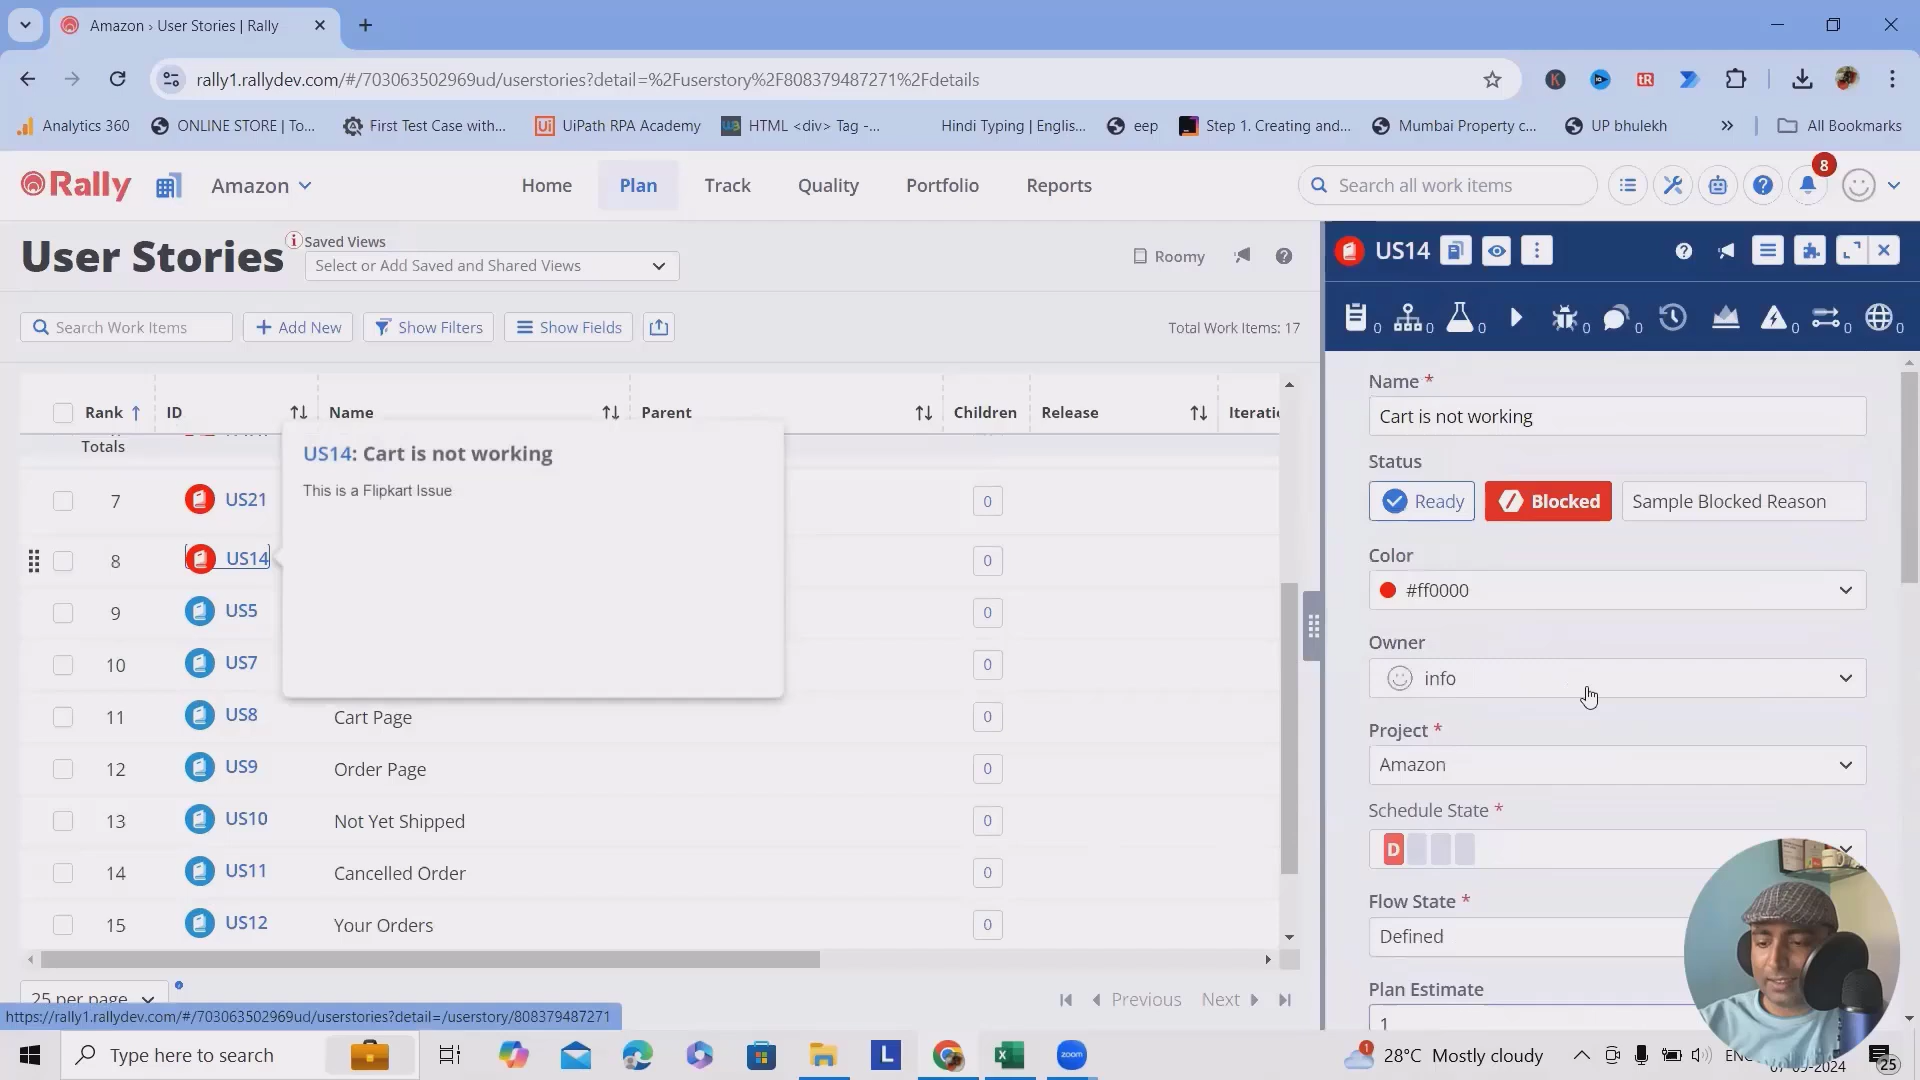 Amazon › User Stories | Rally
rally1.rallydev.com/#/703063502969ud/userstories?detail=%2Fuserstory%2F808379487271%2Fdetails
Analytics 360
ONLINE STORE | To...
First Test Case with...
UiPath RPA Academy
HTML <div> Tag -...
Hindi Typing | Englis...
eep
Step 1. Creating and...
Mumbai Property c...
UP bhulekh
All Bookmarks
Rally
Amazon
Home
Plan
Track
Quality
Portfolio
Reports
Search all work items
8
User Stories
Saved Views
Select or Add Saved and Shared Views
Roomy
Search Work Items
Add New
Show Filters
Show Fields
Total Work Items: 17
Rank
ID
Name
Parent
Children
Release
Iteratic
Totals
7 US21 0
8 US14 0
9 US5 0
10 US7 0
11 US8 Cart Page 0
12 US9 Order Page 0
13 US10 Not Yet Shipped 0
14 US11 Cancelled Order 0
15 US12 Your Orders 0
US14: Cart is not working
This is a Flipkart Issue
25 per page
Previous
Next
https://rally1.rallydev.com/#/703063502969ud/userstories?detail=/userstory/808379487271
US14
0 0 0 0 0 0 0 0
Name *
Cart is not working
Status
Ready
Blocked
Sample Blocked Reason
Color
#ff0000
Owner
info
Project *
Amazon
Schedule State *
D
Flow State *
Defined
Plan Estimate
1
Type here to search
L
zoom
1
28°C Mostly cloudy
25